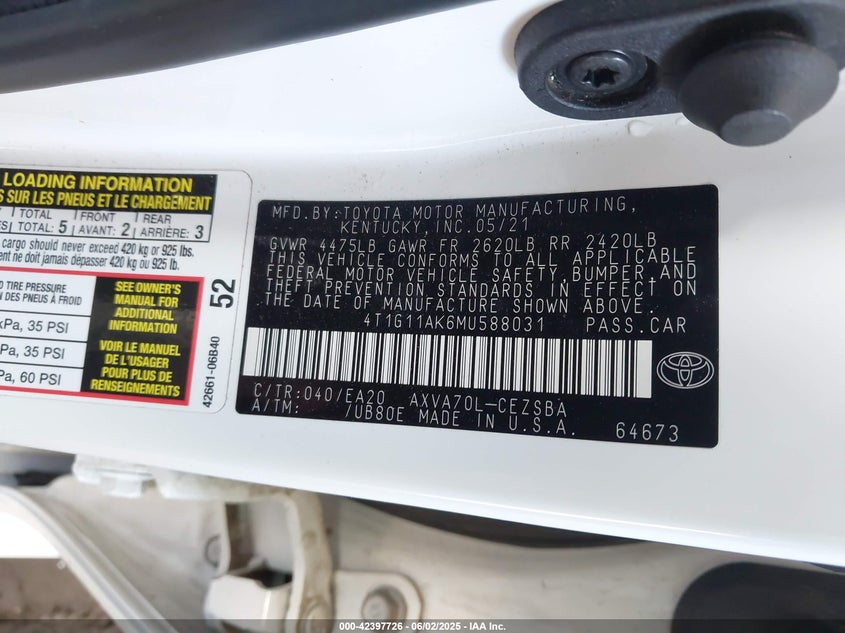 LOADING INFORMATION
S SUR LES PNEUS ET LE CHARGEMENT
TOTAL FRONT REAR
TOTAL: 5 AVANT: 2 ARRIÈRE: 3
cargo should never exceed 420 kg or 925 lbs.
ent ne doit jamais dépasser 420 kg ou 925 lb.
TIRE PRESSURE
DES PNEUS À FROID
kPa, 35 PSI
Pa, 35 PSI
Pa, 60 PSI
SEE OWNER'S
MANUAL FOR
ADDITIONAL
INFORMATION
VOIR LE MANUEL
DE L'USAGER
POUR PLUS DE
RENSEIGNEMENTS
52
42661-06B40
MFD.BY:TOYOTA MOTOR MANUFACTURING,
KENTUCKY,INC.05/21
GVWR 4475LB GAWR FR 2620LB RR 2420LB
THIS VEHICLE CONFORMS TO ALL APPLICABLE
FEDERAL MOTOR VEHICLE SAFETY,BUMPER,AND
THEFT PREVENTION STANDARDS IN EFFECT ON
THE DATE OF MANUFACTURE SHOWN ABOVE.
4T1G11AK6MU588031 PASS.CAR
C/TR:040/EA20 AXVA70L-CEZSBA
A/TM: /UB80E MADE IN U.S.A. 64673
000-42397726 - 06/02/2025 - IAA Inc.